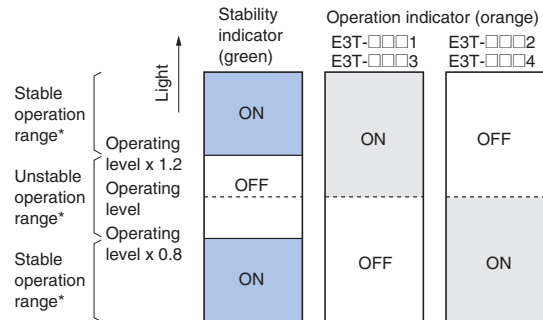 Stability
indicator
(green)
Operation indicator (orange)
E3T-□□□1
E3T-□□□3
E3T-□□□2
E3T-□□□4
Light
Stable
operation
range*
Operating
level x 1.2
Unstable
operation
range*
Operating
level
Operating
level x 0.8
Stable
operation
range*
ON
OFF
ON
ON
OFF
OFF
ON